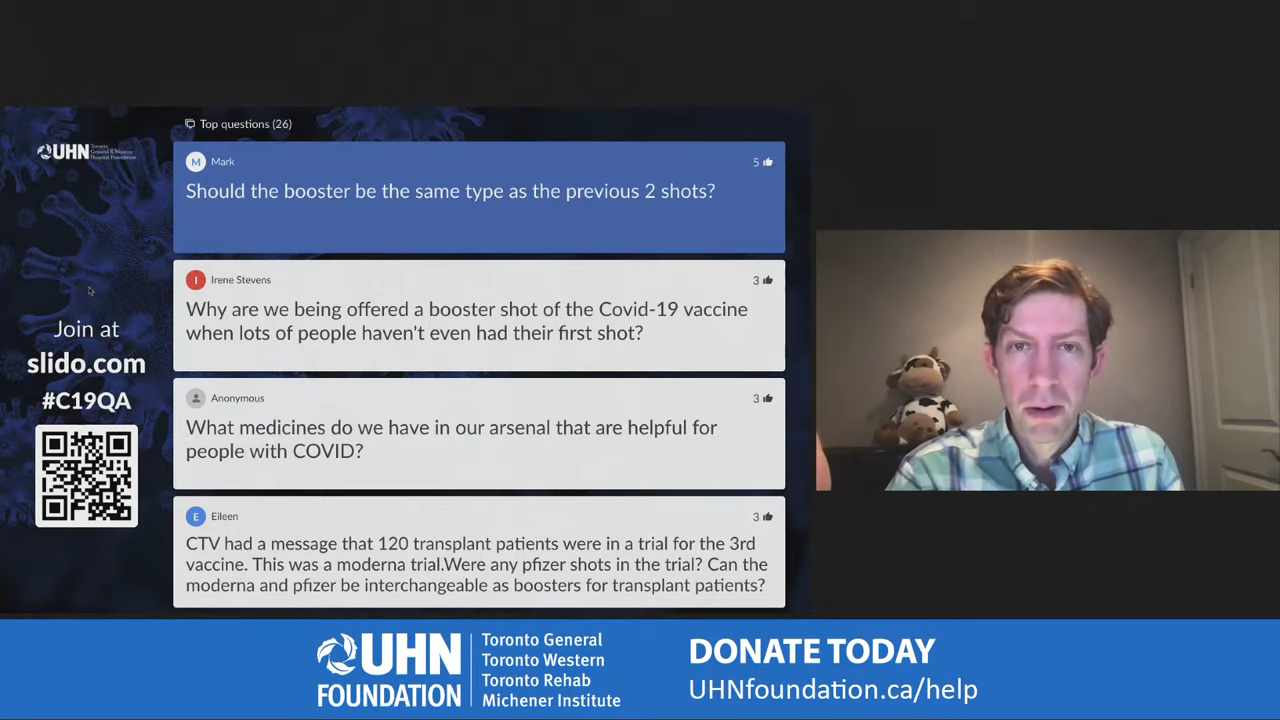 Top questions (26)
UHN Toronto
General & Western
Hospital Foundation
M Mark 5
Should the booster be the same type as the previous 2 shots?
I Irene Stevens 3
Why are we being offered a booster shot of the Covid-19 vaccine
when lots of people haven't even had their first shot?
Anonymous 3
What medicines do we have in our arsenal that are helpful for
people with COVID?
E Eileen 3
CTV had a message that 120 transplant patients were in a trial for the 3rd
vaccine. This was a moderna trial.Were any pfizer shots in the trial? Can the
moderna and pfizer be interchangeable as boosters for transplant patients?
Join at
slido.com
#C19QA
UHN
FOUNDATION
Toronto General
Toronto Western
Toronto Rehab
Michener Institute
DONATE TODAY
UHNfoundation.ca/help